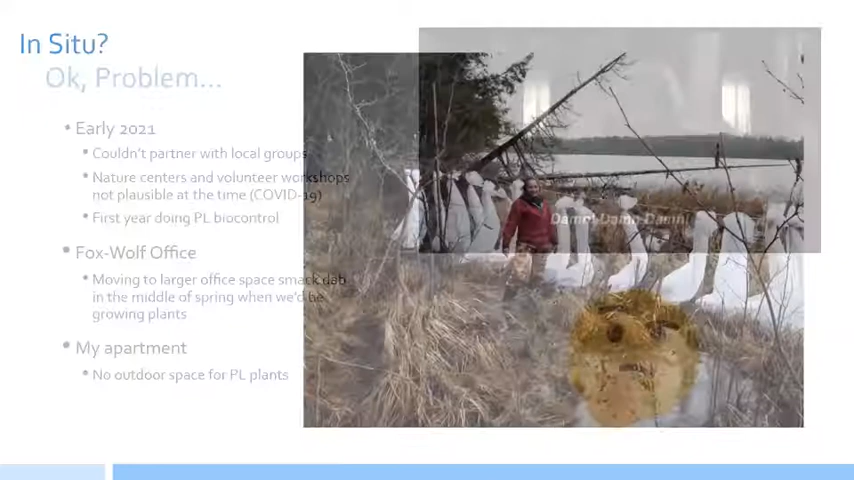 In Situ?
Ok, Problem...
• Early 2021
• Couldn't partner with local groups
• Nature centers and volunteer workshops
not plausible at the time (COVID-19)
• First year doing PL biocontrol
• Fox-Wolf Office
• Moving to larger office space smack dab
in the middle of spring when we'd be
growing plants
• My apartment
• No outdoor space for PL plants
Damn! Damn Damn!